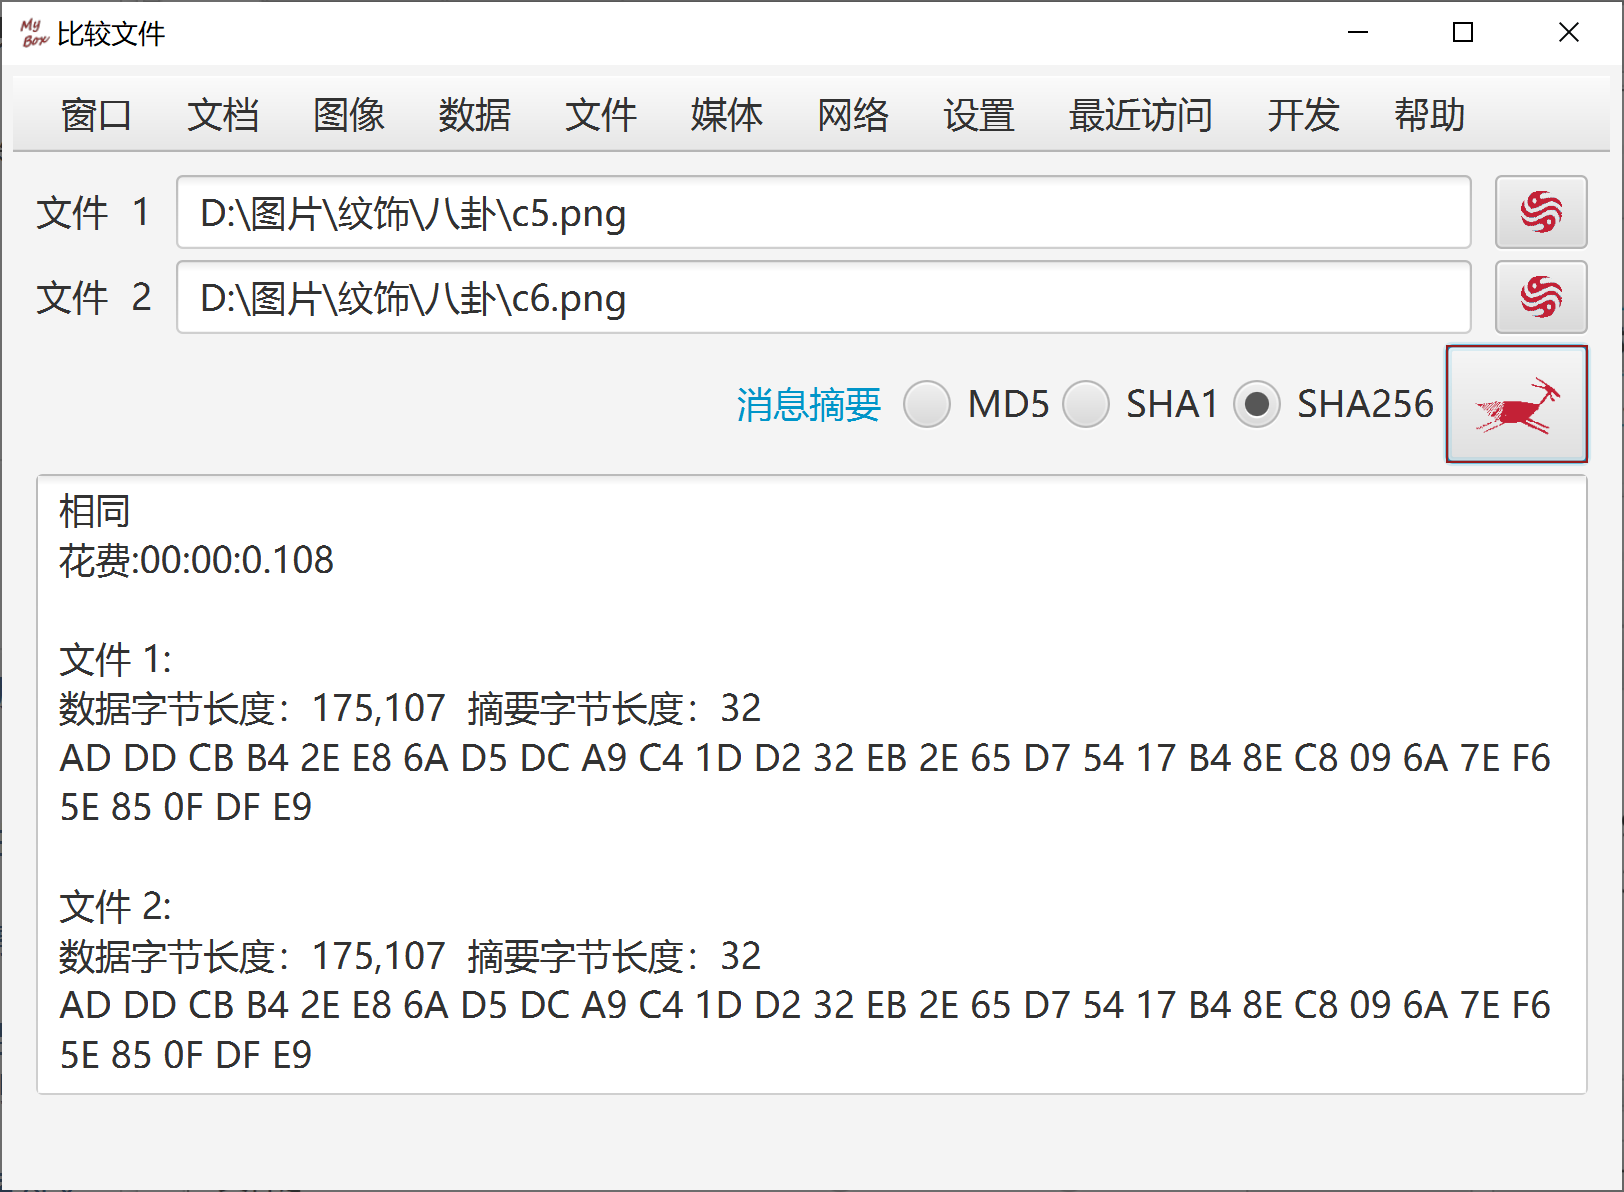 My Box 比较文件
窗口 文档 图像 数据 文件 媒体 网络 设置 最近访问 开发 帮助
文件 1 D:\图片\纹饰\八卦\c5.png
文件 2 D:\图片\纹饰\八卦\c6.png
消息摘要 MD5 SHA1 SHA256
相同
花费:00:00:0.108
文件 1:
数据字节长度：175,107 摘要字节长度：32
AD DD CB B4 2E E8 6A D5 DC A9 C4 1D D2 32 EB 2E 65 D7 54 17 B4 8E C8 09 6A 7E F6
5E 85 0F DF E9
文件 2:
数据字节长度：175,107 摘要字节长度：32
AD DD CB B4 2E E8 6A D5 DC A9 C4 1D D2 32 EB 2E 65 D7 54 17 B4 8E C8 09 6A 7E F6
5E 85 0F DF E9